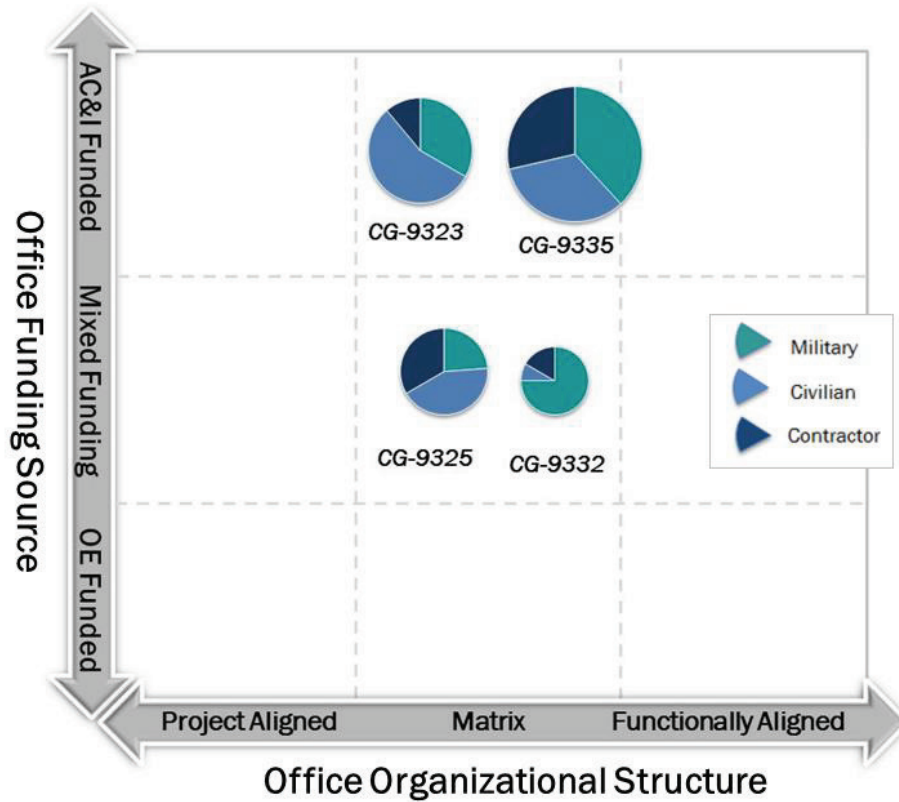 Office Funding Source
AC&I Funded
Mixed Funding
OE Funded
CG-9323
CG-9335
CG-9325
CG-9332
Military
Civilian
Contractor
Project Aligned
Matrix
Functionally Aligned
Office Organizational Structure